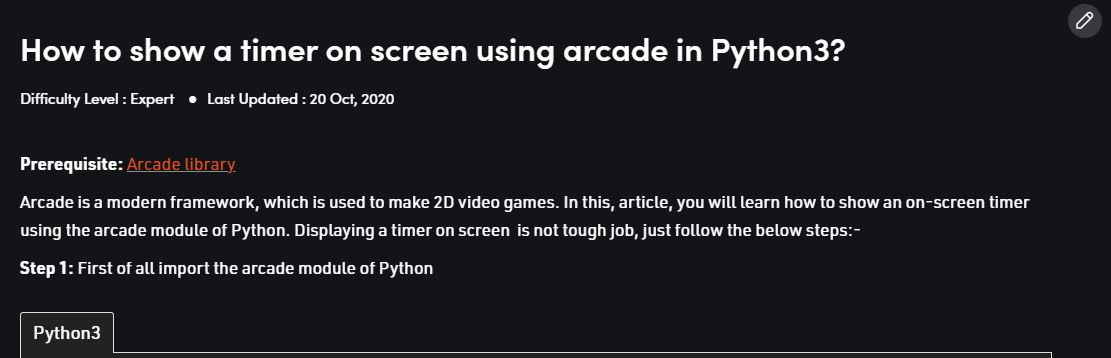 How to show a timer on screen using arcade in Python3?
Difficulty Level : Expert ● Last Updated : 20 Oct, 2020
Prerequisite: Arcade library
Arcade is a modern framework, which is used to make 2D video games. In this, article, you will learn how to show an on-screen timer
using the arcade module of Python. Displaying a timer on screen  is not tough job, just follow the below steps:-
Step 1: First of all import the arcade module of Python
Python3